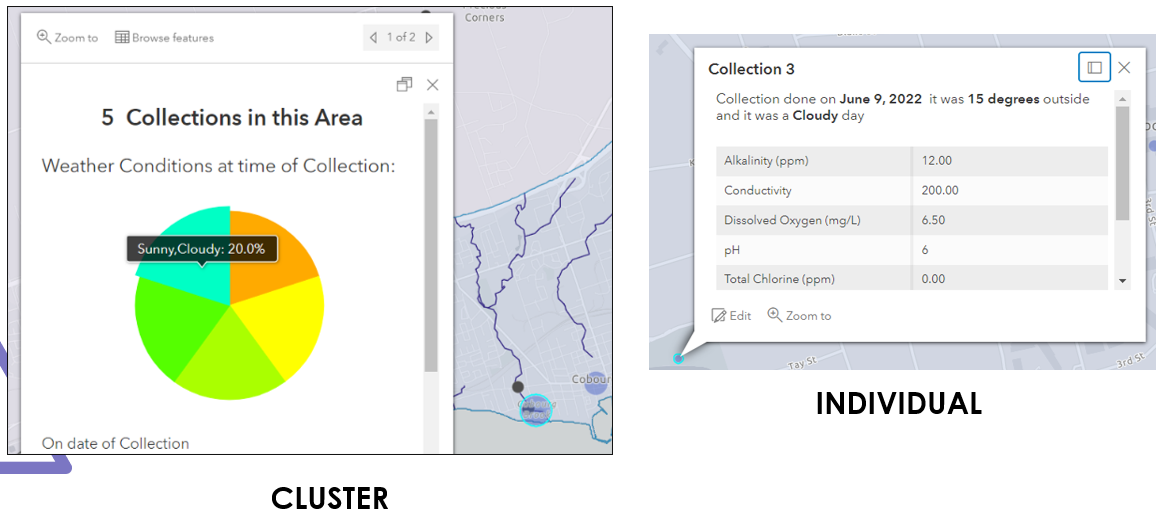 Corners
Zoom to
Browse features
1 of 2
5 Collections in this Area
Weather Conditions at time of Collection:
Sunny,Cloudy: 20.0%
On date of Collection
Cobour
CLUSTER
Collection 3
Collection done on June 9, 2022 it was 15 degrees outside
and it was a Cloudy day
Alkalinity (ppm) 12.00
Conductivity 200.00
Dissolved Oxygen (mg/L) 6.50
pH 6
Total Chlorine (ppm) 0.00
Edit
Zoom to
Tay St
3rd St
INDIVIDUAL